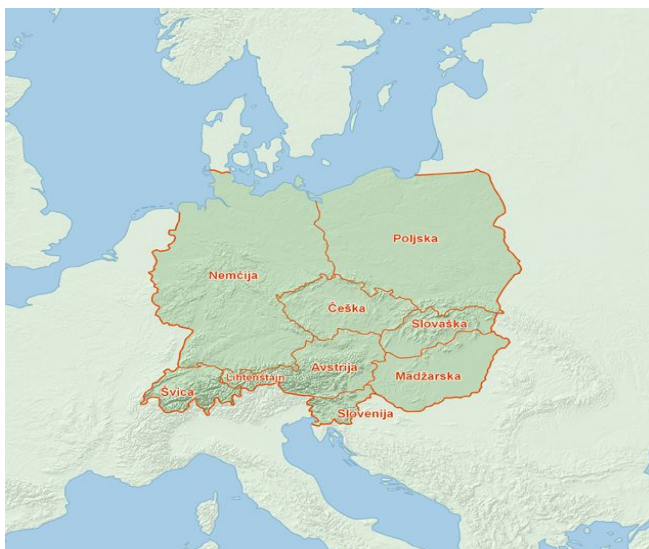 Poljska
Nemčija
Češka
Slovaška
Avstrija
Lihtenštajn
Madžarska
Švica
Slovenija